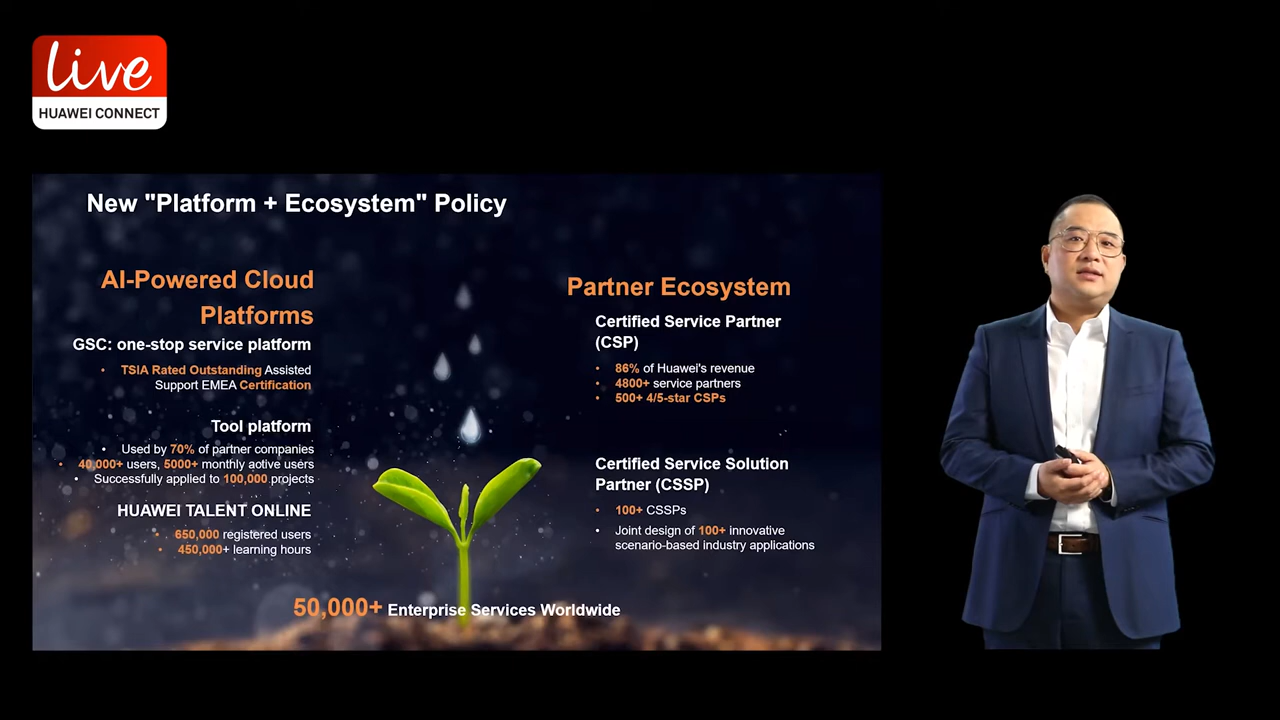 live
HUAWEI CONNECT
New "Platform + Ecosystem" Policy
AI-Powered Cloud
Platforms
GSC: one-stop service platform
• TSIA Rated Outstanding Assisted
Support EMEA Certification
Tool platform
• Used by 70% of partner companies
• 40,000+ users, 5000+ monthly aotive users
• Successfully applied to 100,000 projects
HUAWEI TALENT ONLINE
• 650,000 registered users
• 450,000+ learning hours
Partner Ecosystem
Certified Service Partner
(CSP)
• 86% of Huawei's revenue
• 4800+ service partners
• 500+ 4/5-star CSPs
Certified Service Solution
Partner (CSSP)
• 100+ CSSPs
• Joint design of 100+ innovative
scenario-based industry applications
50,000+ Enterprise Services Worldwide